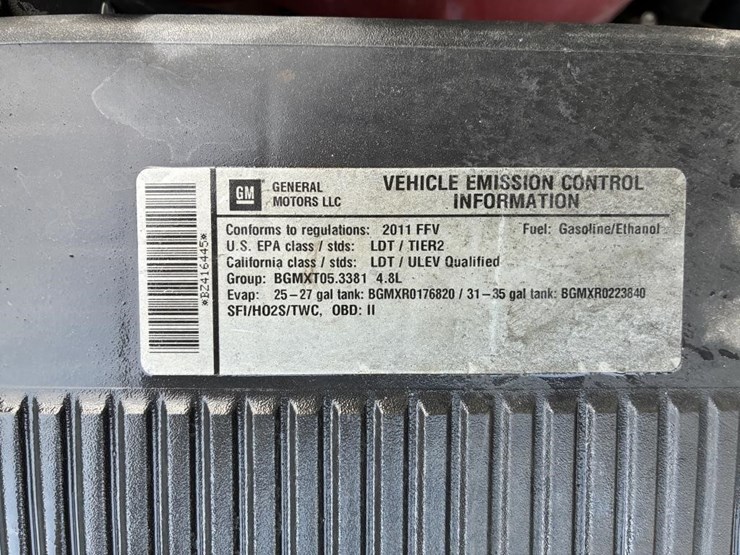 *BZ416445*
GM GENERAL MOTORS LLC
VEHICLE EMISSION CONTROL
INFORMATION
Conforms to regulations: 2011 FFV Fuel: Gasoline/Ethanol
U.S. EPA class / stds: LDT / TIER2
California class / stds: LDT / ULEV Qualified
Group: BGMXT05.3381 4.8L
Evap: 25-27 gal tank: BGMXR0176820 / 31-35 gal tank: BGMXR0223840
SFI/HO2S/TWC, OBD: II